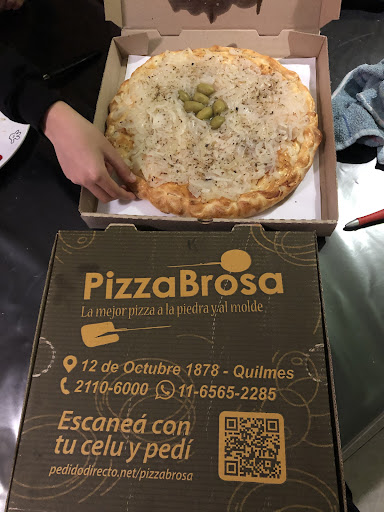 PizzaBrosa
La mejor pizza a la piedra y al molde
12 de Octubre 1878 - Quilmes
2110-6000 11-6565-2285
Escaneá con
tu celu y pedí
pedidodirecto.net/pizzabrosa